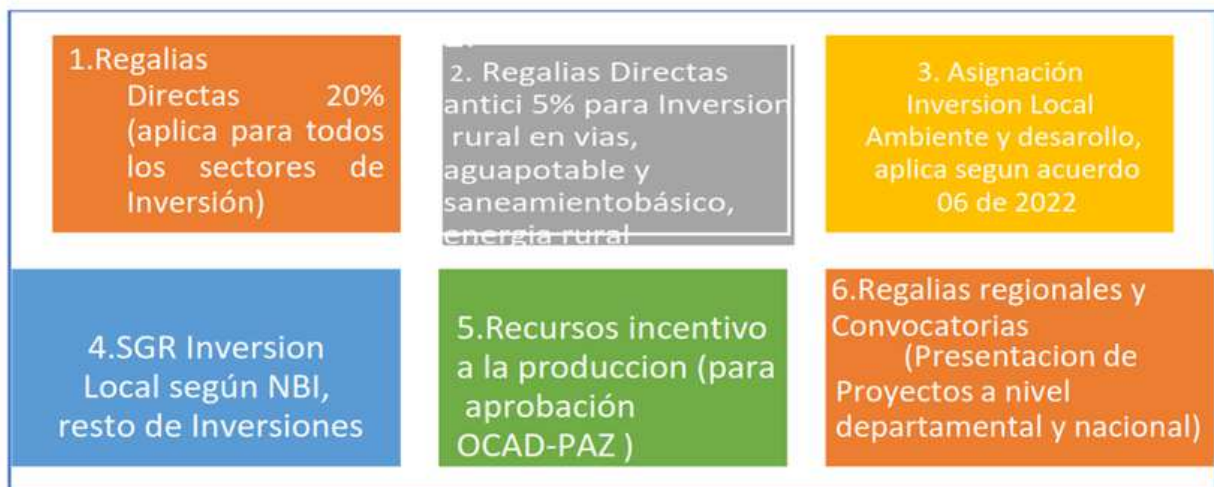 1.Regalias
Directas 20%
(aplica para todos
los sectores de
Inversión)
2. Regalias Directas
antici 5% para Inversion
rural en vias,
aguapotable y
saneamientobásico,
energia rural
3. Asignación
Inversion Local
Ambiente y desarollo,
aplica segun acuerdo
06 de 2022
4.SGR Inversion
Local según NBI,
resto de Inversiones
5.Recursos incentivo
a la produccion (para
aprobación
OCAD-PAZ )
6.Regalias regionales y
Convocatorias
(Presentacion de
Proyectos a nivel
departamental y nacional)